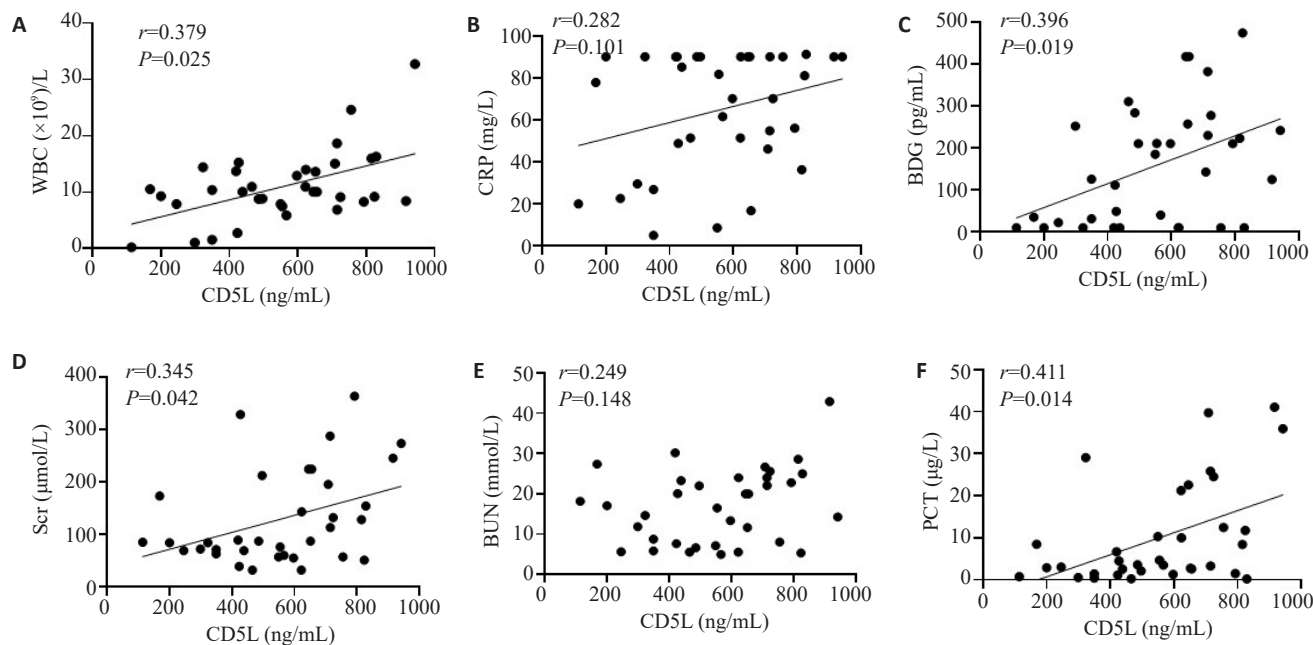 A
r=0.379
P=0.025
WBC (×10⁹)/L
40
30
20
10
0
0 200 400 600 800 1000
CD5L (ng/mL)
B
r=0.282
P=0.101
CRP (mg/L)
100
80
60
40
20
0
0 200 400 600 800 1000
CD5L (ng/mL)
C
r=0.396
P=0.019
BDG (pg/mL)
500
400
300
200
100
0
0 200 400 600 800 1000
CD5L (ng/mL)
D
r=0.345
P=0.042
Scr (μmol/L)
400
300
200
100
0
0 200 400 600 800 1000
CD5L (ng/mL)
E
r=0.249
P=0.148
BUN (mmol/L)
50
40
30
20
10
0
0 200 400 600 800 1000
CD5L (ng/mL)
F
r=0.411
P=0.014
PCT (μg/L)
50
40
30
20
10
0
0 200 400 600 800 1000
CD5L (ng/mL)